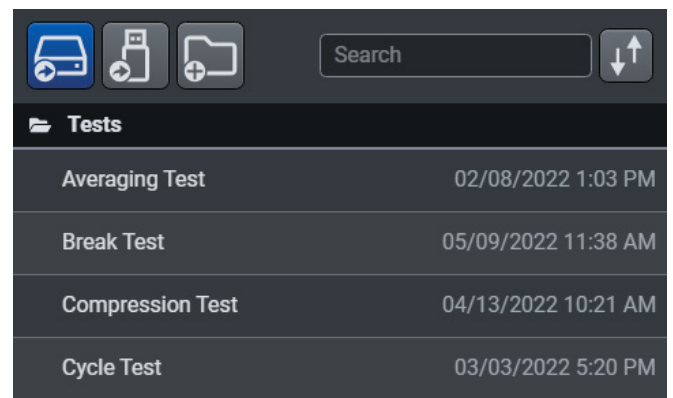 Search
Tests
Averaging Test 02/08/2022 1:03 PM
Break Test 05/09/2022 11:38 AM
Compression Test 04/13/2022 10:21 AM
Cycle Test 03/03/2022 5:20 PM